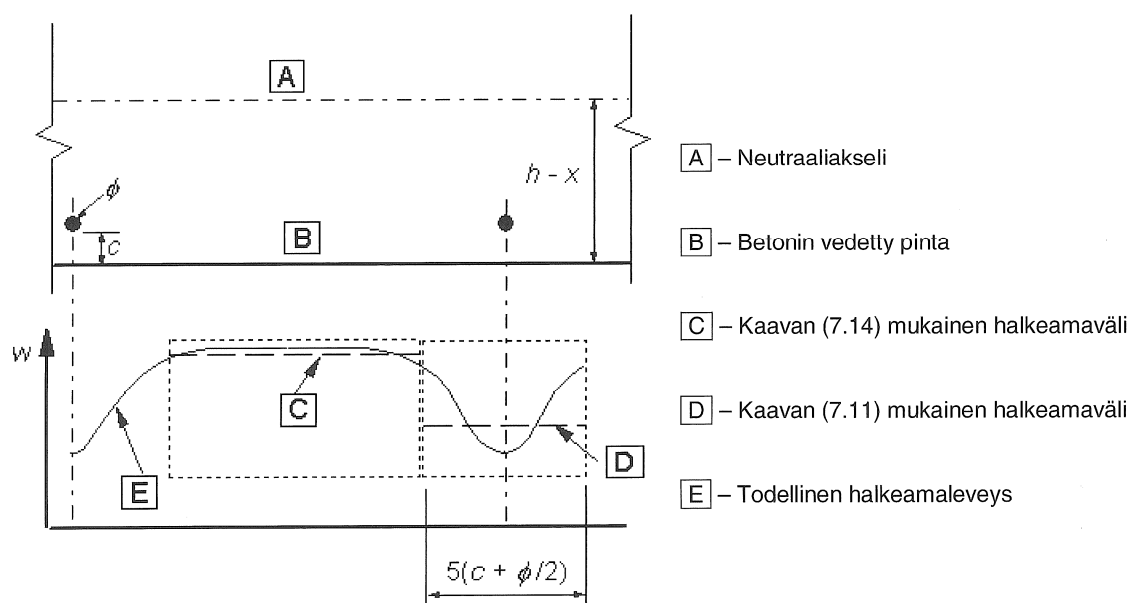 A
h – x
ϕ
c
B
w
C
D
E
5(c + ϕ/2)
A – Neutraaliakseli
B – Betonin vedetty pinta
C – Kaavan (7.14) mukainen halkeamaväli
D – Kaavan (7.11) mukainen halkeamaväli
E – Todellinen halkeamaleveys